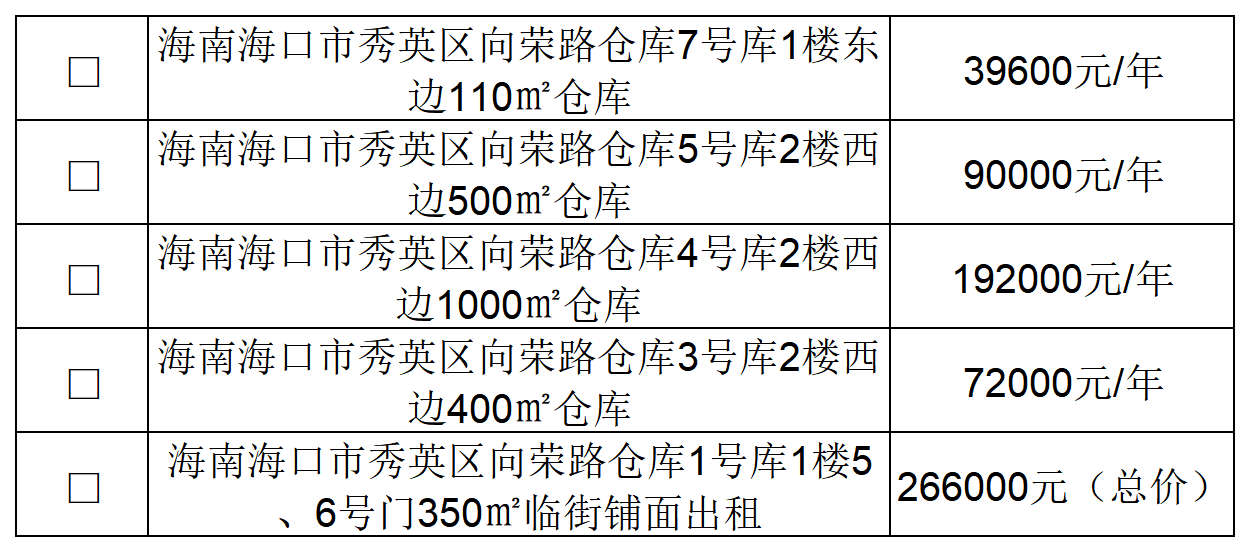 □
海南海口市秀英区向荣路仓库7号库1楼东
边110㎡仓库
39600元/年
□
海南海口市秀英区向荣路仓库5号库2楼西
边500㎡仓库
90000元/年
□
海南海口市秀英区向荣路仓库4号库2楼西
边1000㎡仓库
192000元/年
□
海南海口市秀英区向荣路仓库3号库2楼西
边400㎡仓库
72000元/年
□
海南海口市秀英区向荣路仓库1号库1楼5
、6号门350㎡临街铺面出租
266000元（总价）